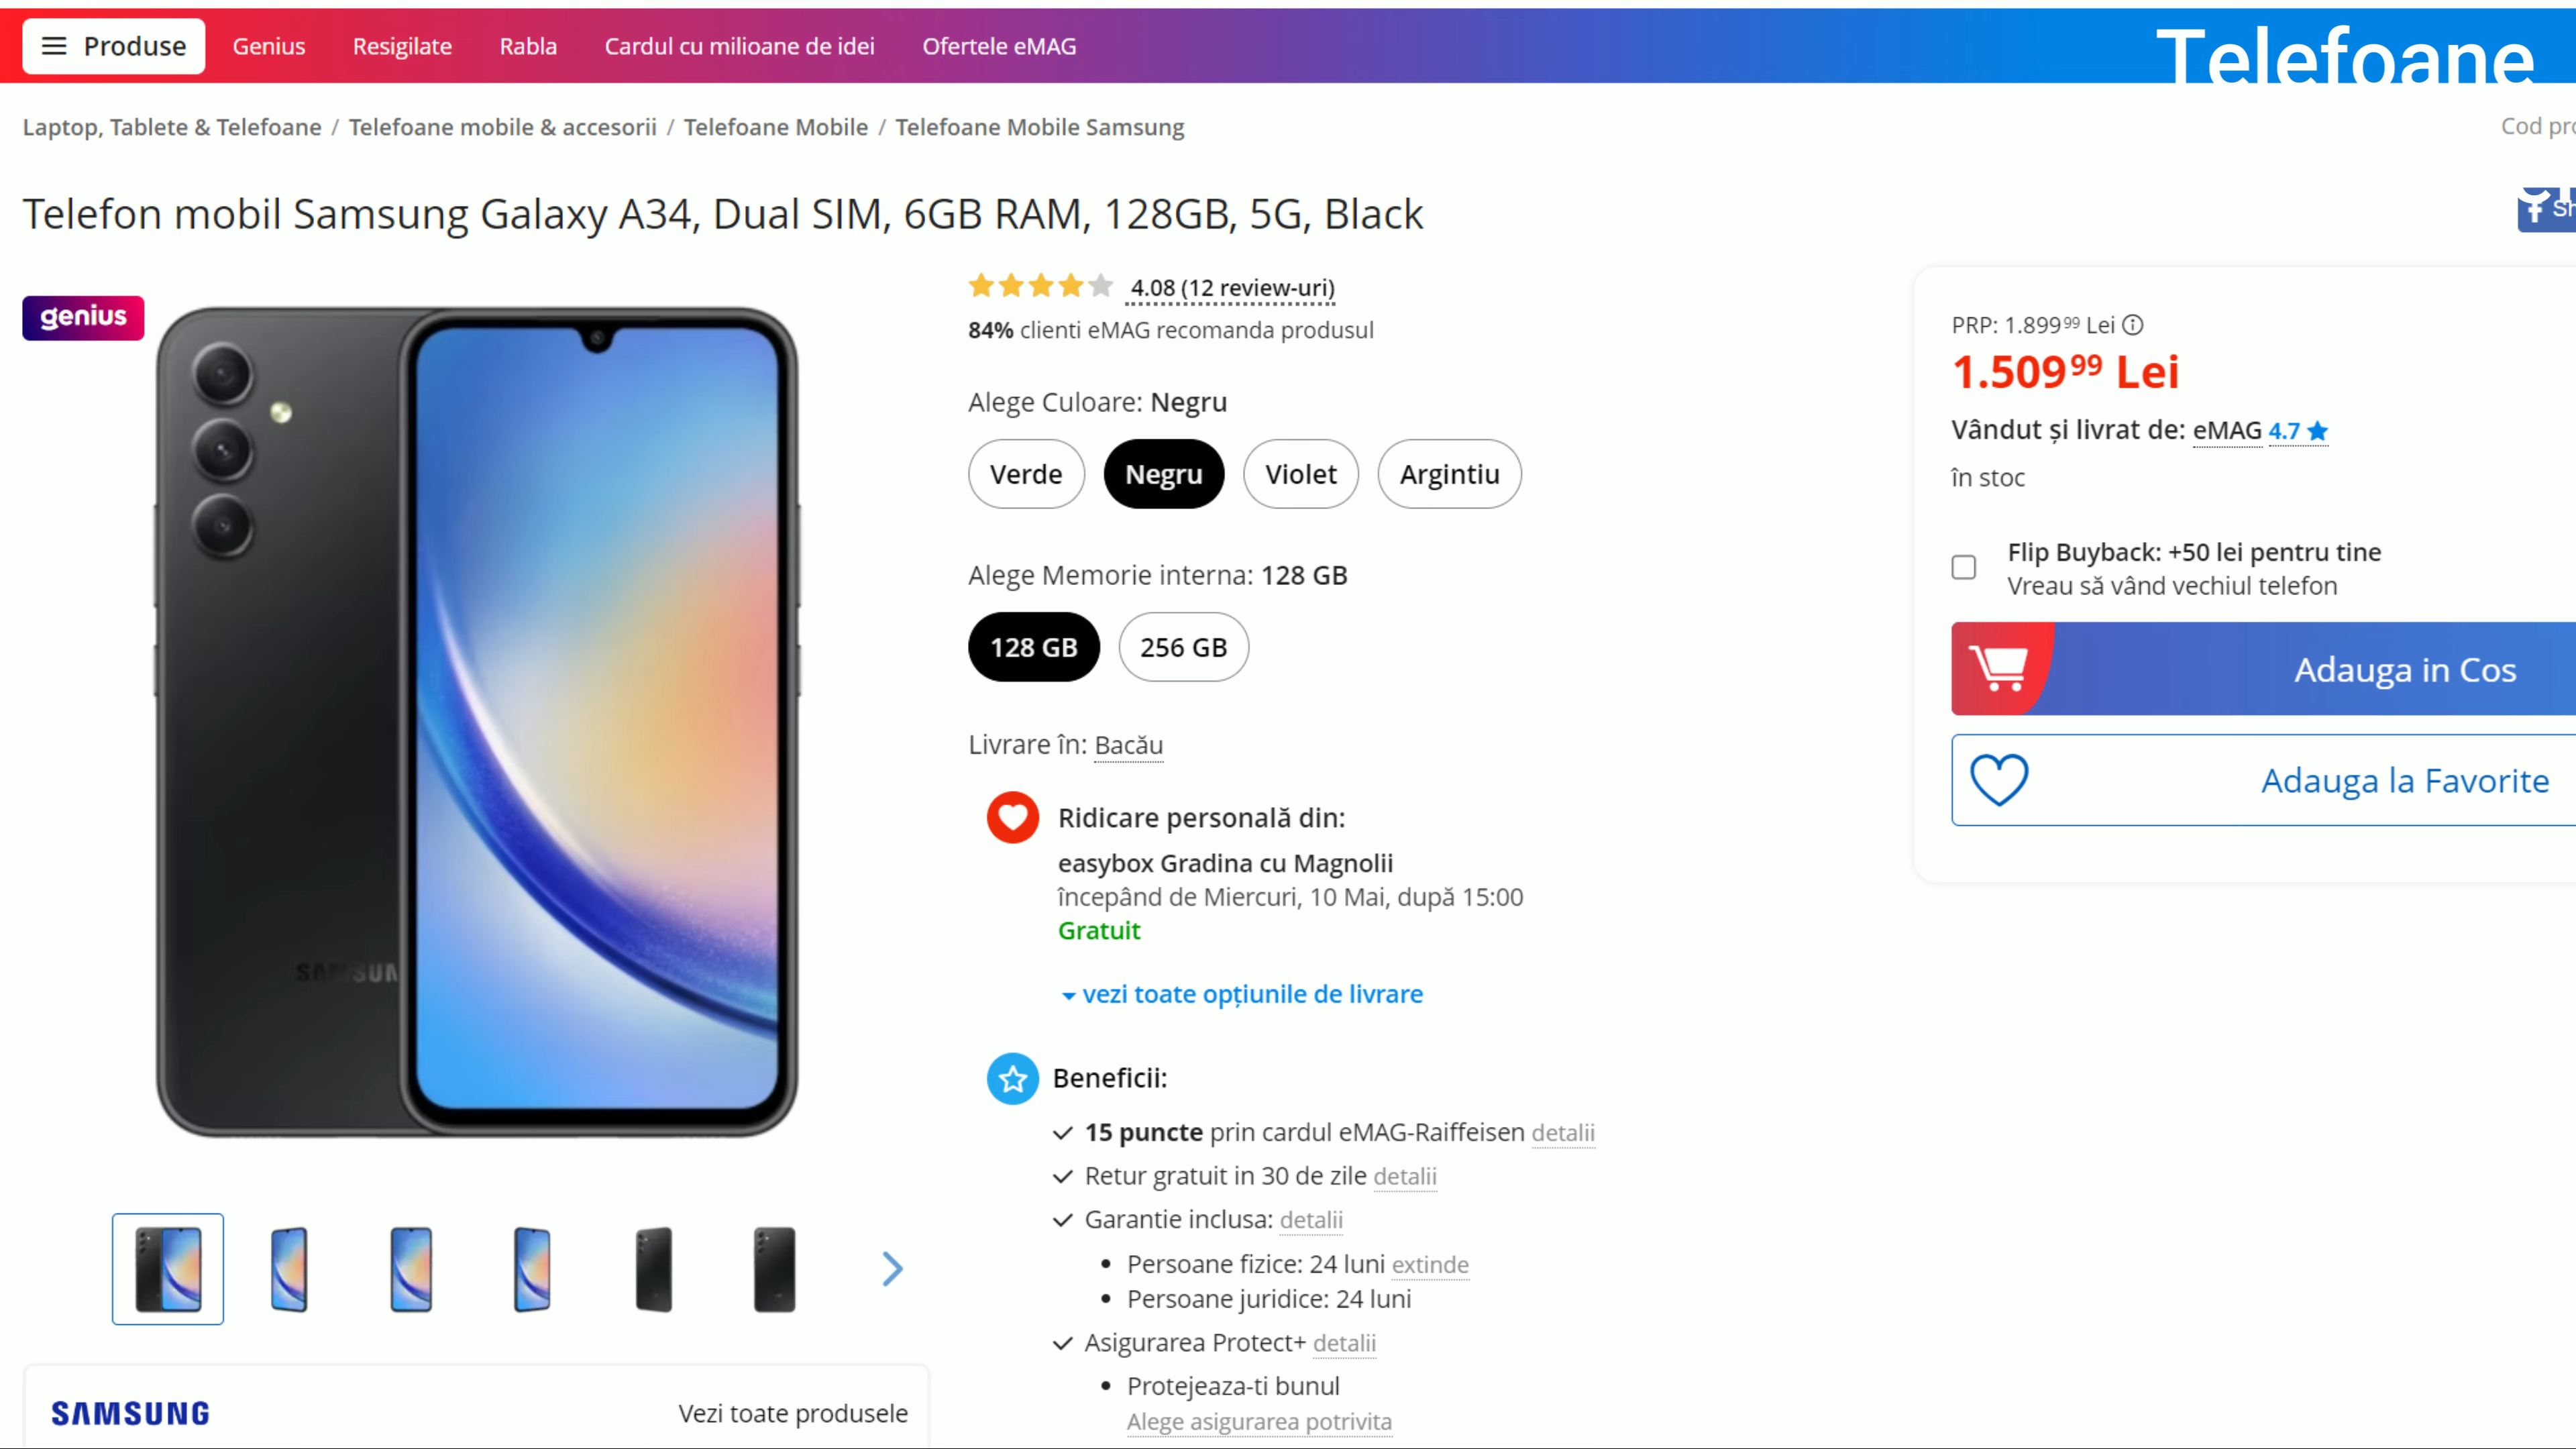 Produse
Genius
Resigilate
Rabla
Cardul cu milioane de idei
Ofertele eMAG
Telefoane
Laptop, Tablete & Telefoane / Telefoane mobile & accesorii / Telefoane Mobile / Telefoane Mobile Samsung
Cod
Telefon mobil Samsung Galaxy A34, Dual SIM, 6GB RAM, 128GB, 5G, Black
genius
4.08 (12 review-uri)
84% clienti eMAG recomanda produsul
Alege Culoare: Negru
Verde
Negru
Violet
Argintiu
Alege Memorie interna: 128 GB
128 GB
256 GB
Livrare în: Bacău
Ridicare personală din:
easybox Gradina cu Magnolii
începând de Miercuri, 10 Mai, după 15:00
Gratuit
vezi toate opțiunile de livrare
Beneficii:
15 puncte prin cardul eMAG-Raiffeisen detalii
Retur gratuit in 30 de zile detalii
Garantie inclusa: detalii
Persoane fizice: 24 luni extinde
Persoane juridice: 24 luni
Asigurarea Protect+ detalii
Protejeaza-ti bunul
Alege asigurarea potrivita
PRP: 1.899⁹⁹ Lei
1.509⁹⁹ Lei
Vândut și livrat de: eMAG 4.7
în stoc
Flip Buyback: +50 lei pentru tine
Vreau să vând vechiul telefon
Adauga in Cos
Adauga la Favorite
SAMSUNG
Vezi toate produsele